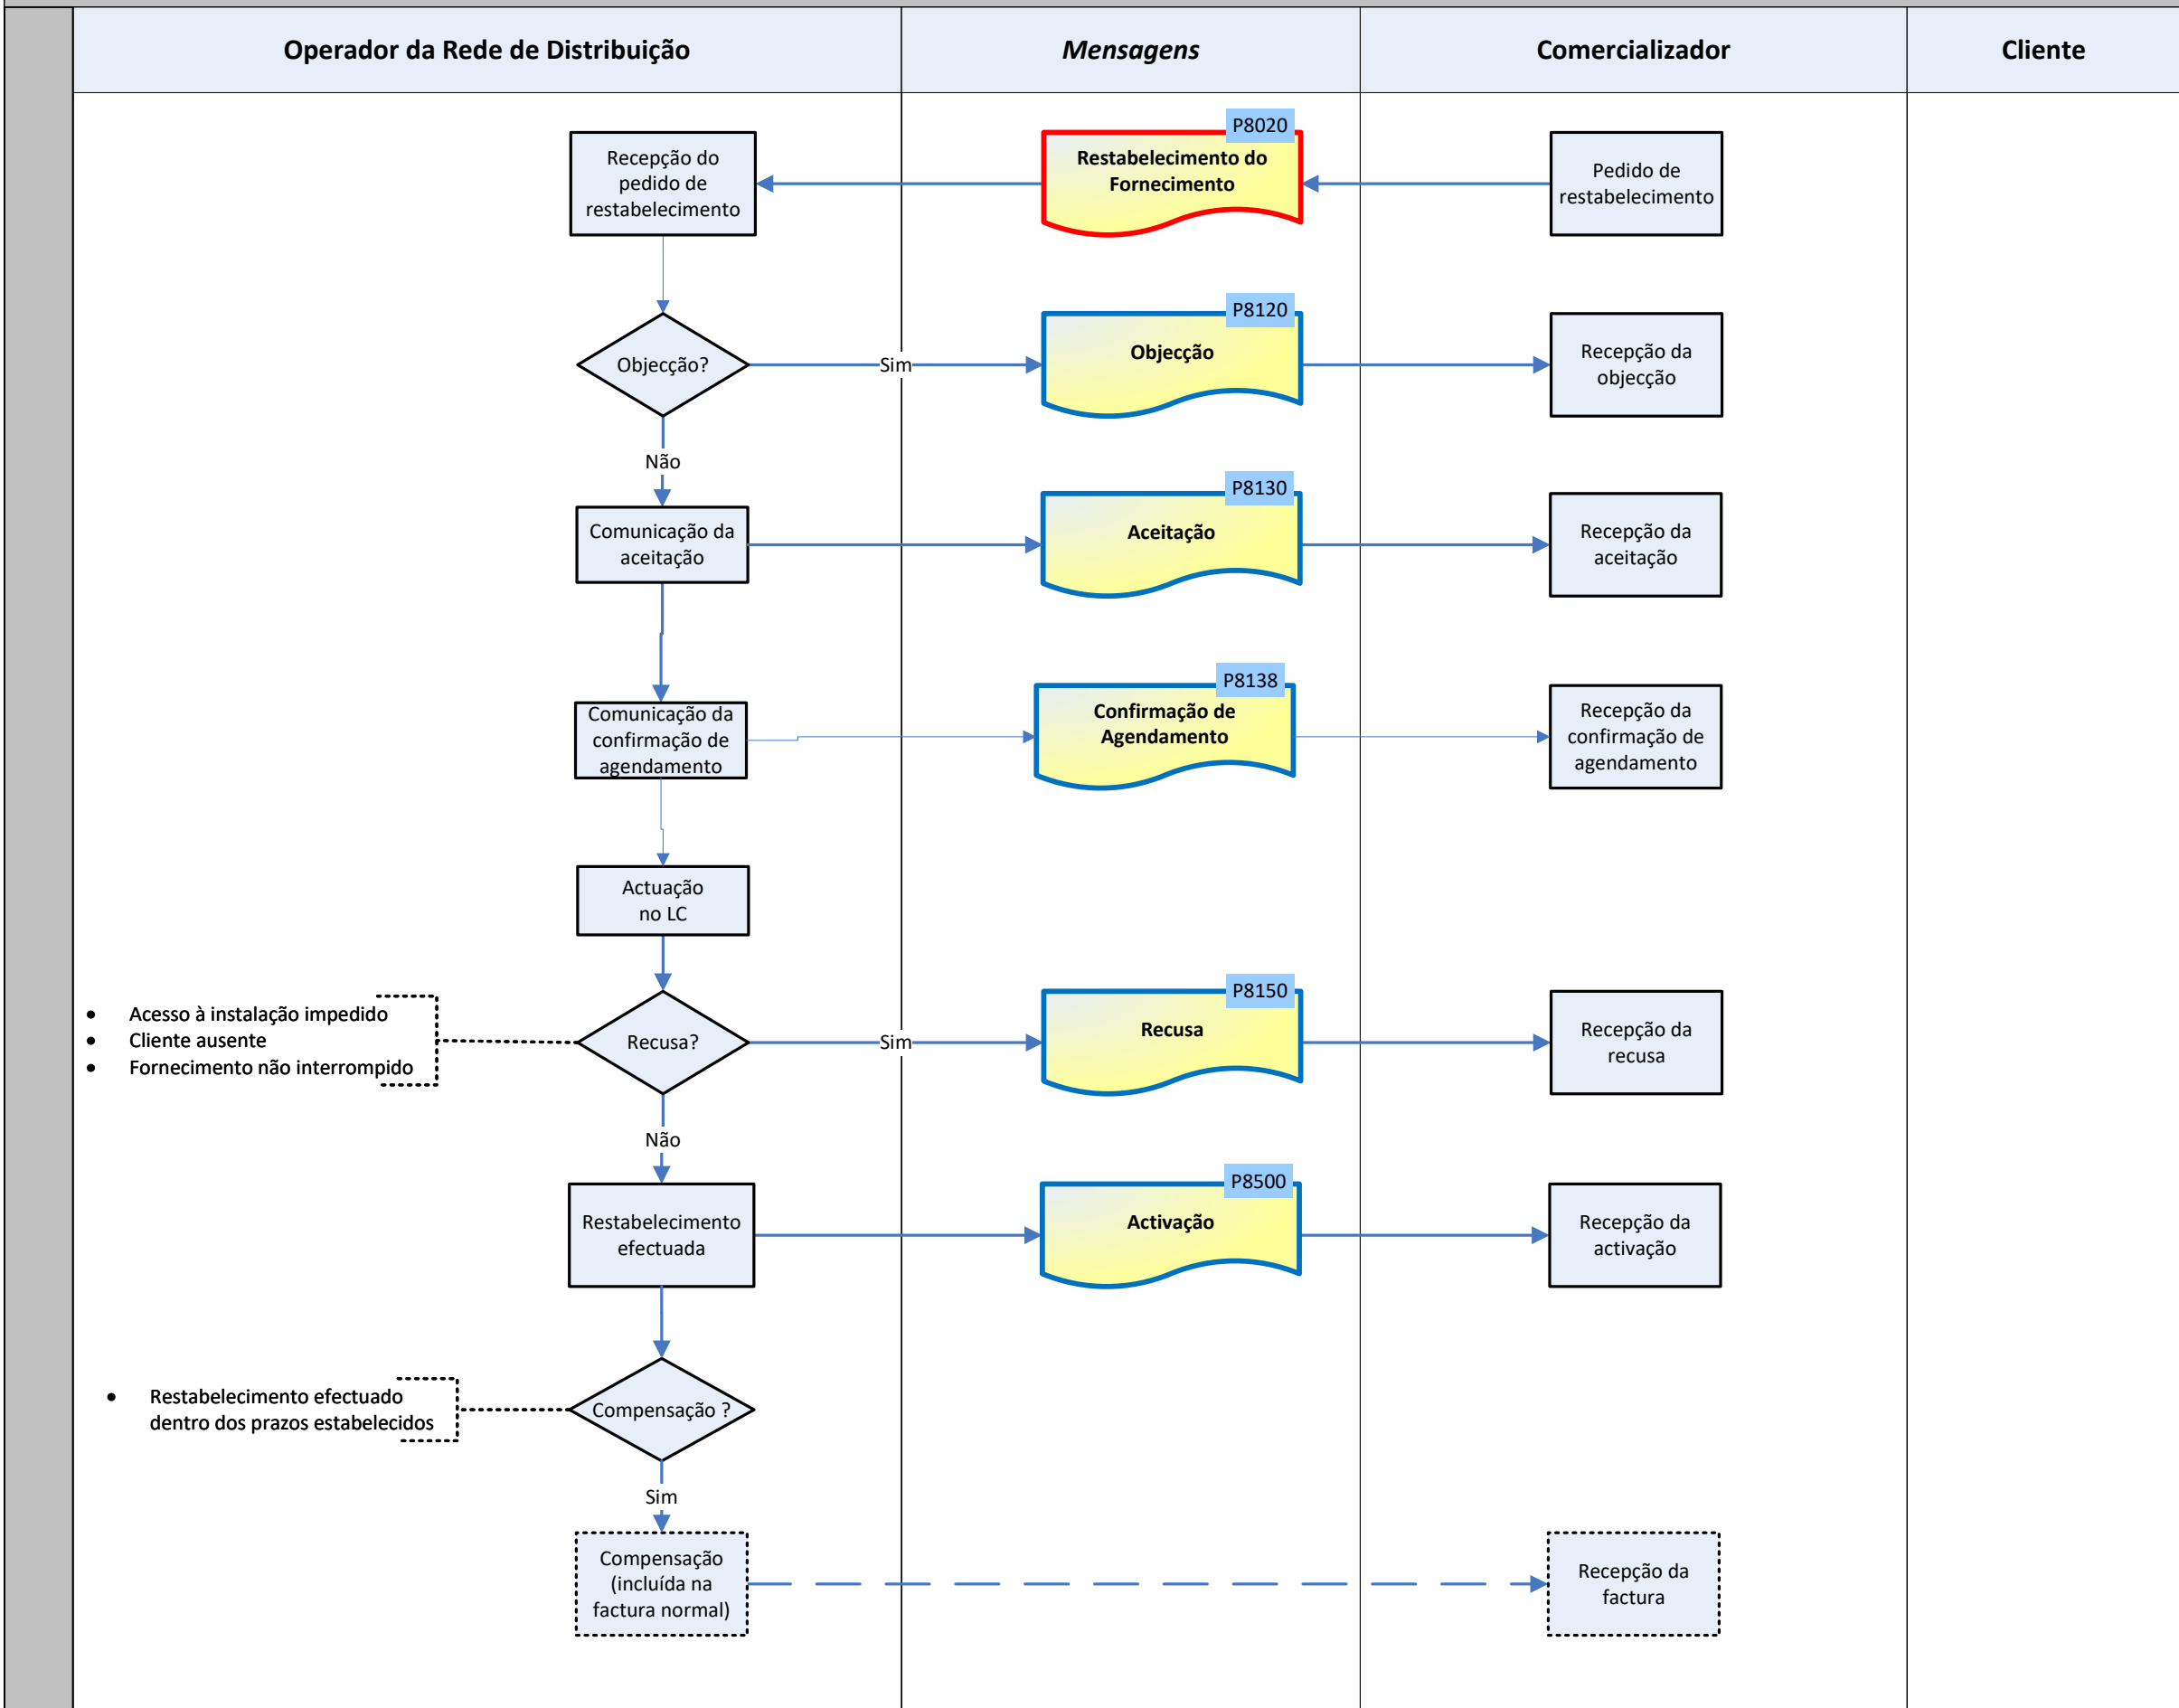 Operador da Rede de Distribuição
Mensagens
Comercializador
Cliente
Recepção do
pedido de
restabelecimento
P8020
Restabelecimento do
Fornecimento
Pedido de
restabelecimento
Objecção?
Sim
P8120
Objecção
Recepção da
objecção
Não
Comunicação da
aceitação
P8130
Aceitação
Recepção da
aceitação
Comunicação da
confirmação de
agendamento
P8138
Confirmação de
Agendamento
Recepção da
confirmação de
agendamento
Actuação
no LC
• Acesso à instalação impedido
• Cliente ausente
• Fornecimento não interrompido
Recusa?
Sim
P8150
Recusa
Recepção da
recusa
Não
Restabelecimento
efectuada
P8500
Activação
Recepção da
activação
• Restabelecimento efectuado
dentro dos prazos estabelecidos
Compensação ?
Sim
Compensação
(incluída na
factura normal)
Recepção da
factura